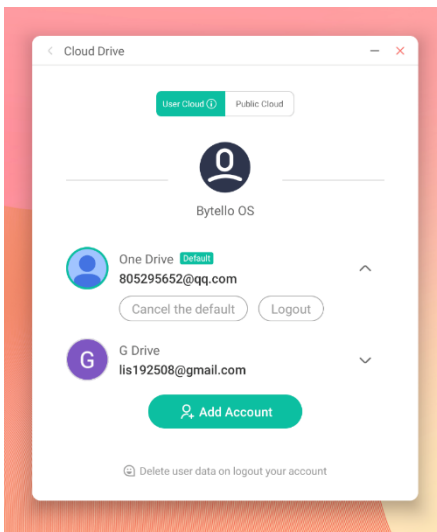 Cloud Drive
User Cloud Public Cloud
Bytello OS
One Drive Default
805295652@qq.com
Cancel the default Logout
G G Drive
lis192508@gmail.com
Add Account
Delete user data on logout your account